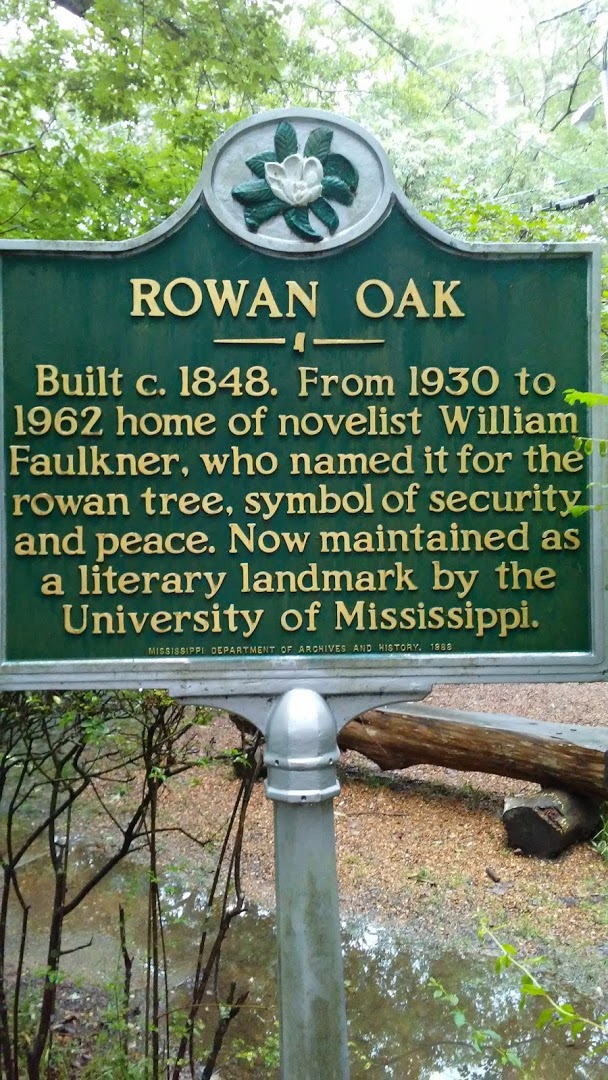 ROWAN OAK
Built c. 1848. From 1930 to
1962 home of novelist William
Faulkner, who named it for the
rowan tree, symbol of security
and peace. Now maintained as
a literary landmark by the
University of Mississippi.
MISSISSIPPI DEPARTMENT OF ARCHIVES AND HISTORY, 1988